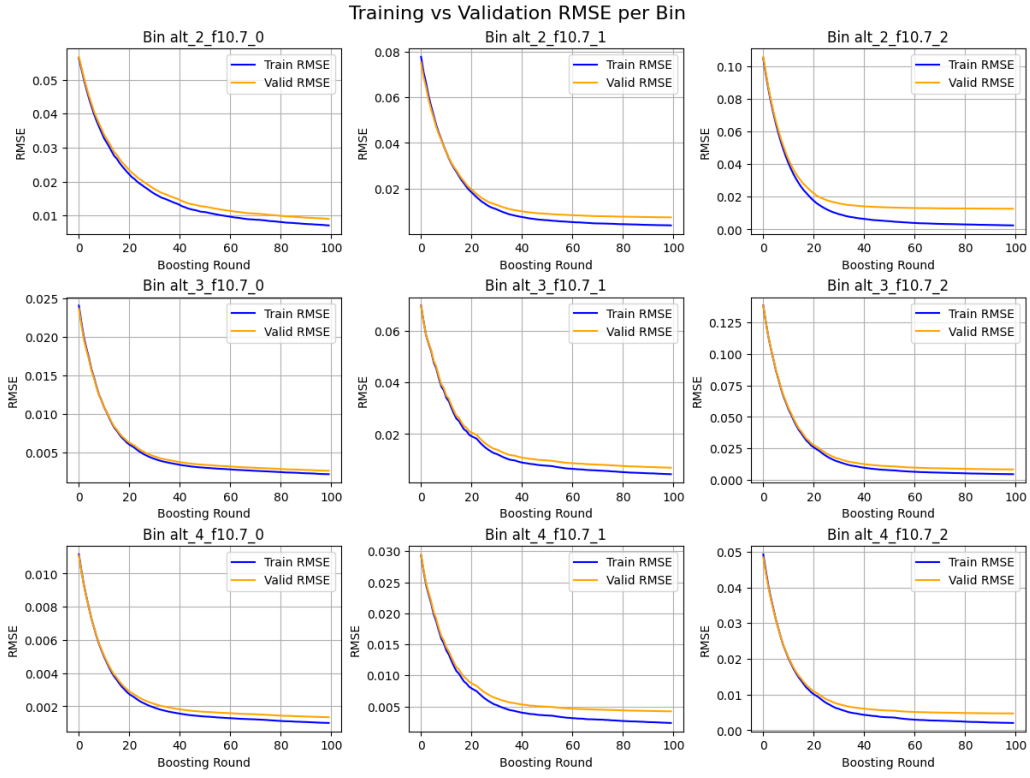 Training vs Validation RMSE per Bin
Bin alt_2_f10.7_0
RMSE
0.05
0.04
0.03
0.02
0.01
0 20 40 60 80 100
Boosting Round
Train RMSE
Valid RMSE
Bin alt_2_f10.7_1
RMSE
0.08
0.06
0.04
0.02
0 20 40 60 80 100
Boosting Round
Train RMSE
Valid RMSE
Bin alt_2_f10.7_2
RMSE
0.10
0.08
0.06
0.04
0.02
0.00
0 20 40 60 80 100
Boosting Round
Train RMSE
Valid RMSE
Bin alt_3_f10.7_0
RMSE
0.025
0.020
0.015
0.010
0.005
0 20 40 60 80 100
Boosting Round
Train RMSE
Valid RMSE
Bin alt_3_f10.7_1
RMSE
0.06
0.04
0.02
0 20 40 60 80 100
Boosting Round
Train RMSE
Valid RMSE
Bin alt_3_f10.7_2
RMSE
0.125
0.100
0.075
0.050
0.025
0.000
0 20 40 60 80 100
Boosting Round
Train RMSE
Valid RMSE
Bin alt_4_f10.7_0
RMSE
0.010
0.008
0.006
0.004
0.002
0 20 40 60 80 100
Boosting Round
Train RMSE
Valid RMSE
Bin alt_4_f10.7_1
RMSE
0.030
0.025
0.020
0.015
0.010
0.005
0 20 40 60 80 100
Boosting Round
Train RMSE
Valid RMSE
Bin alt_4_f10.7_2
RMSE
0.05
0.04
0.03
0.02
0.01
0.00
0 20 40 60 80 100
Boosting Round
Train RMSE
Valid RMSE